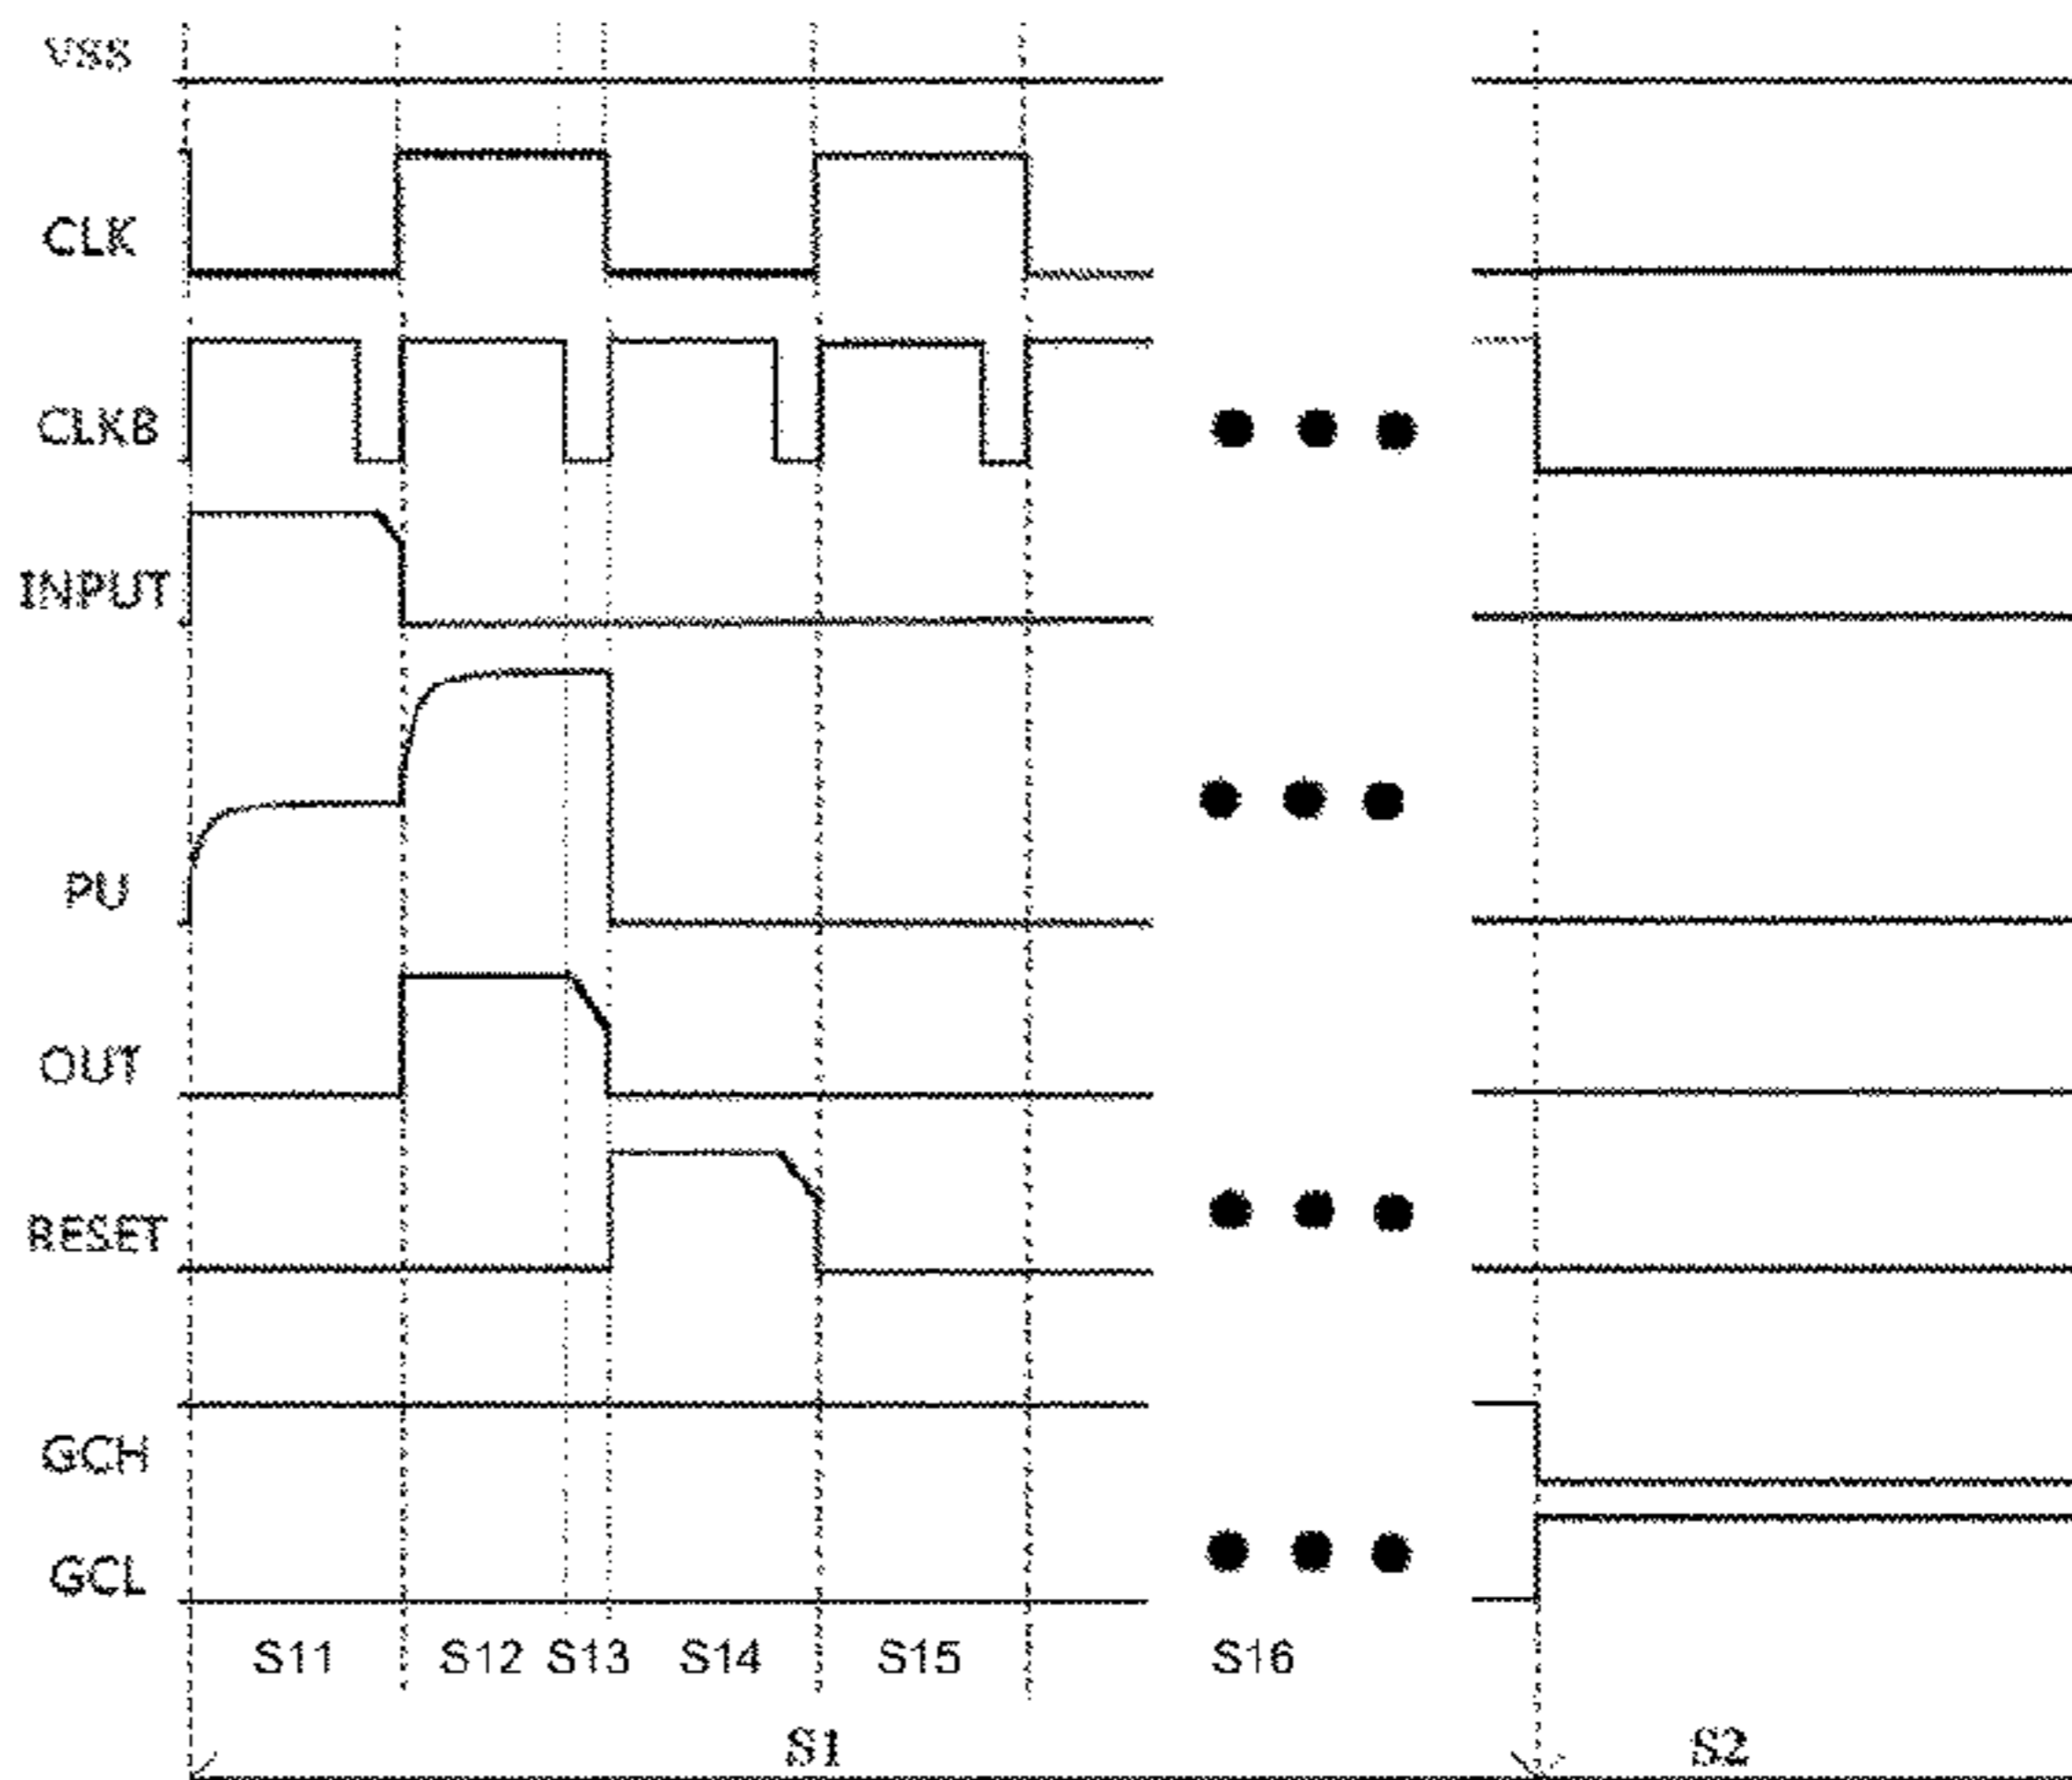 VSS
CLK
CLKB
INPUT
PU
OUT
RESET
GCH
GCL
S11 S12 S13 S14 S15 S16
S1 S2